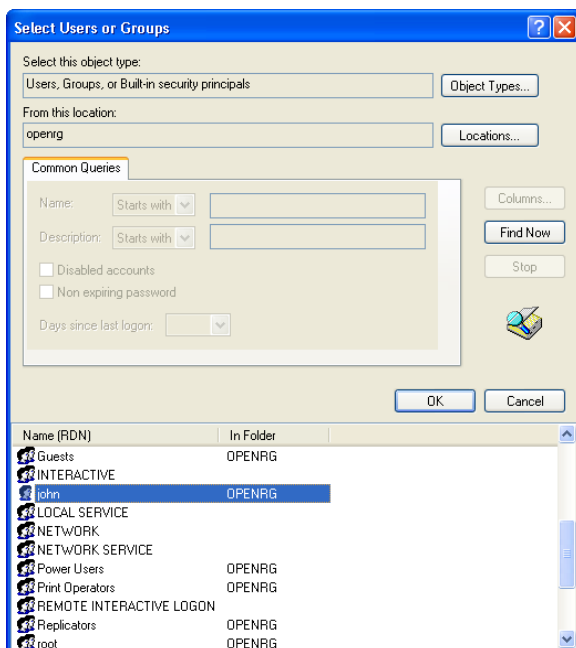 Select Users or Groups
Select this object type:
Users, Groups, or Built-in security principals
Object Types...
From this location:
openrg
Locations...
Common Queries
Name:
Starts with
Columns...
Description:
Starts with
Find Now
Disabled accounts
Stop
Non expiring password
Days since last logon:
OK
Cancel
Name (RDN) In Folder
Guests OPENRG
INTERACTIVE
john OPENRG
LOCAL SERVICE
NETWORK
NETWORK SERVICE
Power Users OPENRG
Print Operators OPENRG
REMOTE INTERACTIVE LOGON
Replicators OPENRG
root OPENRG